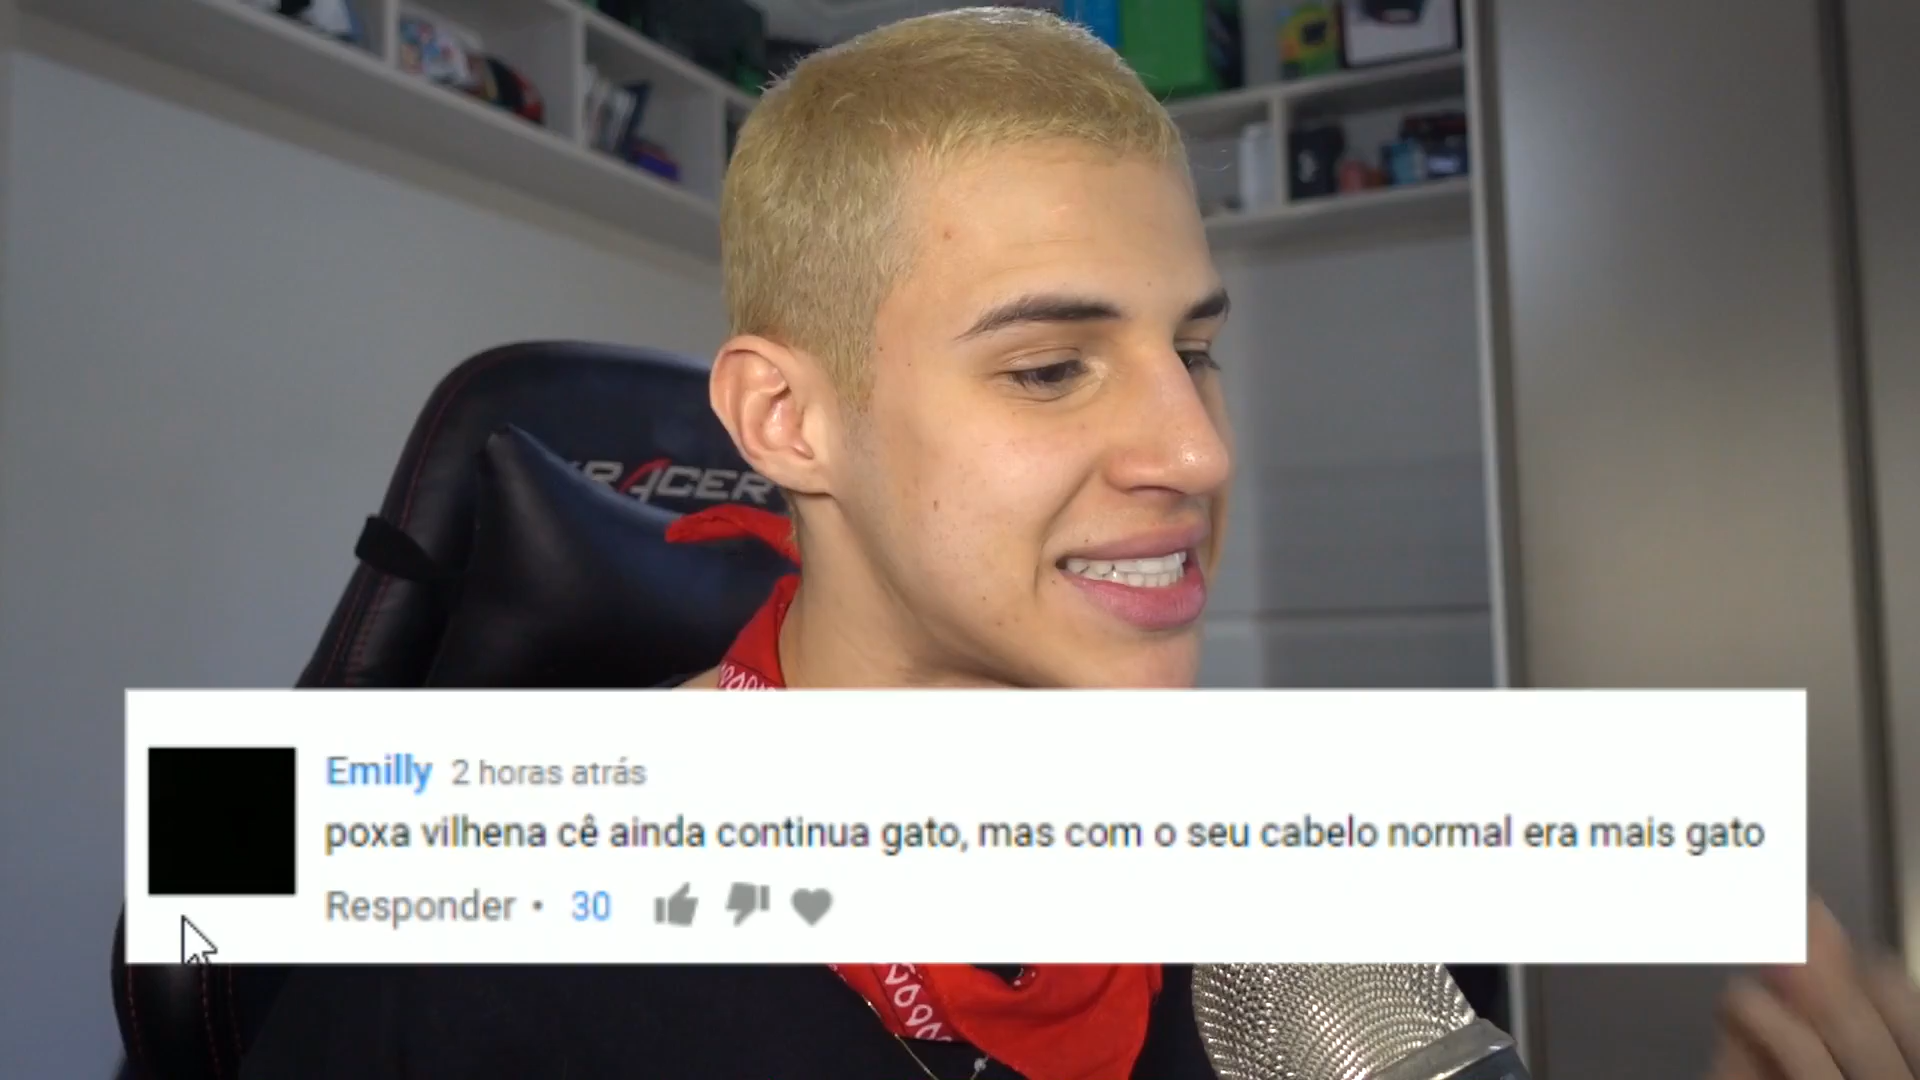 RACER
Emilly 2 horas atrás
poxa vilhena cê ainda continua gato, mas com o seu cabelo normal era mais gato
Responder • 30